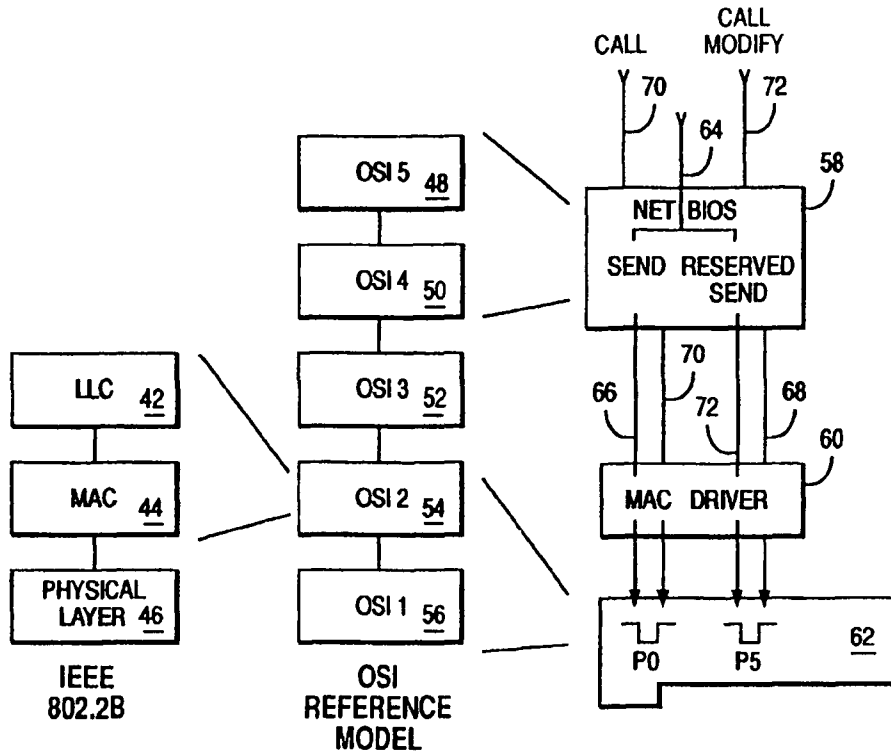 CALL
CALL
MODIFY
70
72
64
58
OSI 5 48
NET BIOS
SEND RESERVED
SEND
OSI 4 50
LLC 42
OSI 3 52
66
70
72
68
60
MAC 44
OSI 2 54
MAC DRIVER
PHYSICAL
LAYER 46
OSI 1 56
P0 P5 62
IEEE
802.2B
OSI
REFERENCE
MODEL